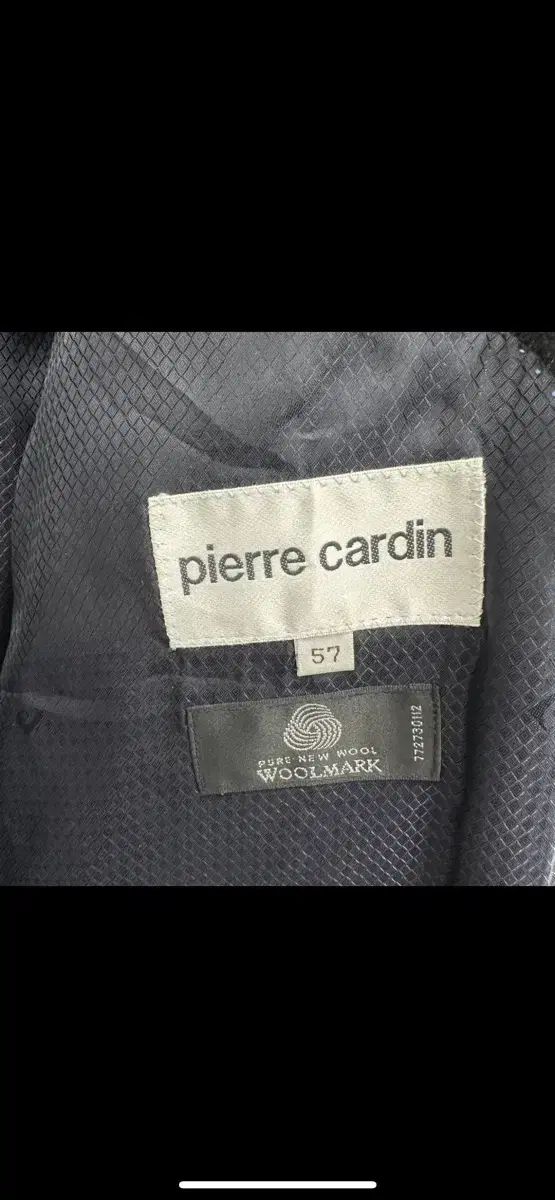 pierre cardin
57
PURE NEW WOOL
WOOLMARK
772730112